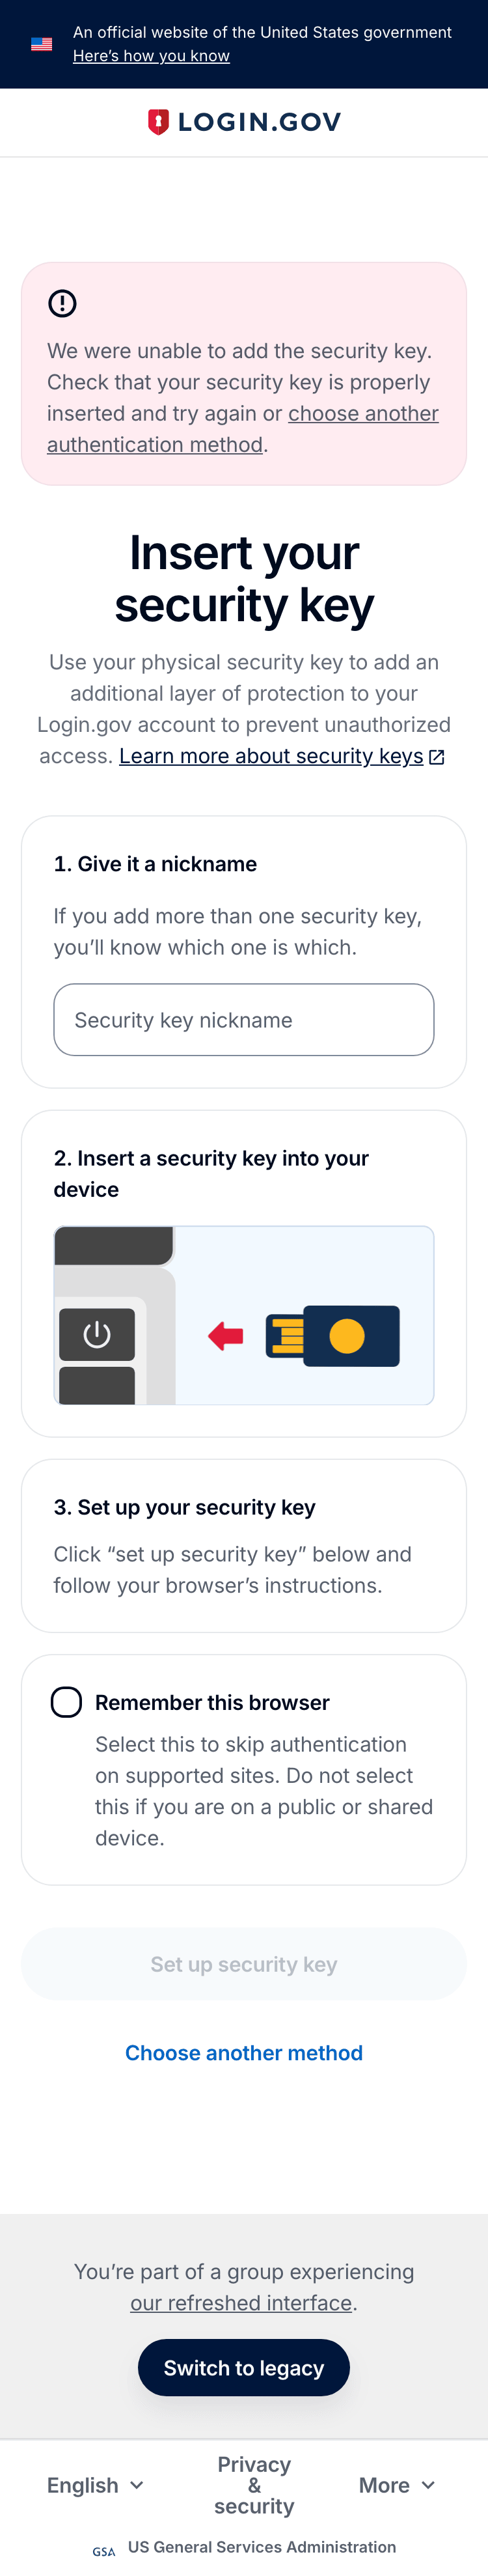 An official website of the United States government
Here’s how you know
LOGIN.GOV
We were unable to add the security key.
Check that your security key is properly
inserted and try again or choose another
authentication method.
Insert your
security key
Use your physical security key to add an
additional layer of protection to your
Login.gov account to prevent unauthorized
access. Learn more about security keys
1. Give it a nickname
If you add more than one security key,
you’ll know which one is which.
Security key nickname
2. Insert a security key into your
device
3. Set up your security key
Click “set up security key” below and
follow your browser’s instructions.
Remember this browser
Select this to skip authentication
on supported sites. Do not select
this if you are on a public or shared
device.
Set up security key
Choose another method
You’re part of a group experiencing
our refreshed interface.
Switch to legacy
English
Privacy
&
security
More
GSA US General Services Administration